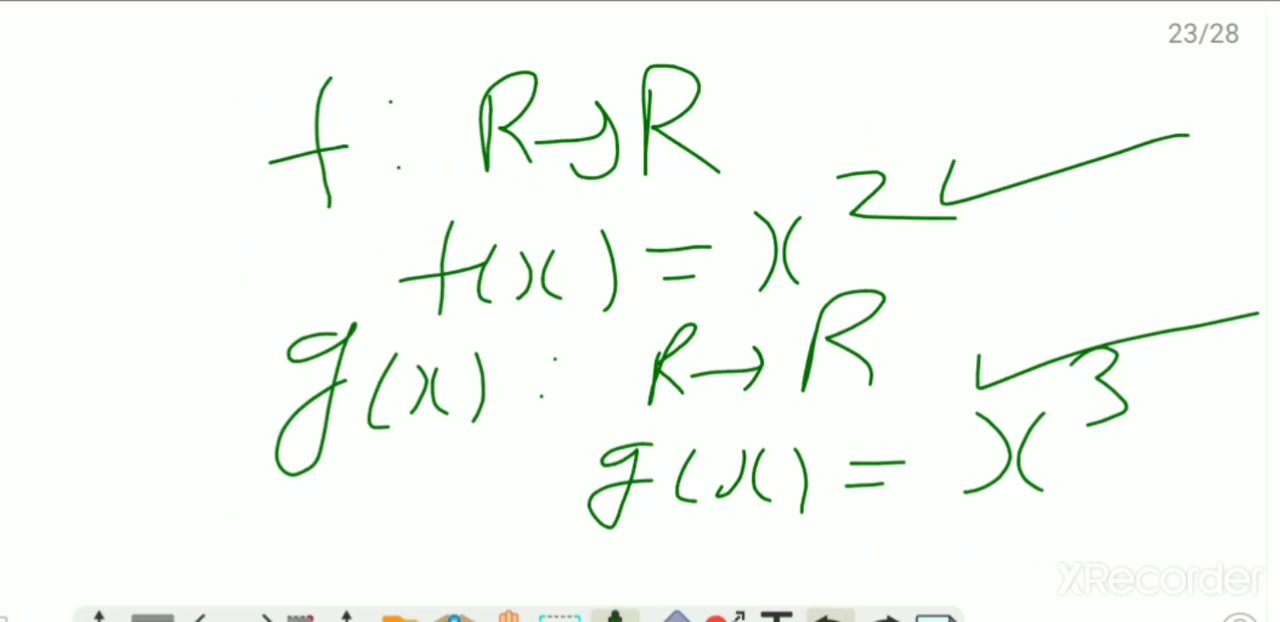 23/28
f : R→R
f(x) = x²
g(x) : R→R
g(x) = x³
XRecorder